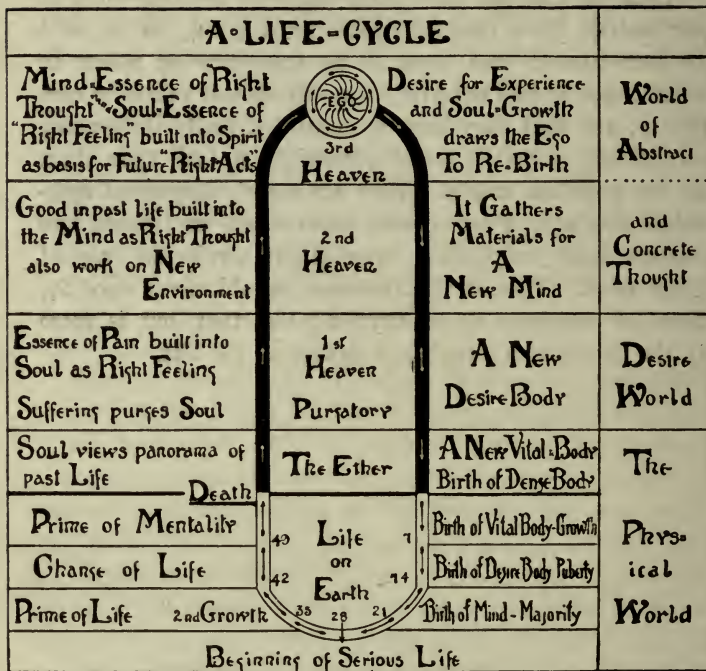 A LIFE-CYCLE
Mind-Essence of "Right
Thought" Soul-Essence of
"Right Feeling" built into Spirit
as basis for Future "Right Acts"
EGO
3rd
Heaven
Desire for Experience
and Soul-Growth
draws the Ego
To Re-Birth
World
of
Abstract
Good in past life built into
the Mind as Right Thought
also work on New
Environment
2nd
Heaven
It Gathers
Materials for
A
New Mind
and
Concrete
Thought
Essence of Pain built into
Soul as Right Feeling
Suffering purges Soul
1st
Heaven
Purgatory
A New
Desire Body
Desire
World
Soul views panorama of
past Life
Death
The Ether
A New Vital-Body
Birth of Dense Body
The
Phys=
ical
World
Prime of Mentality
49
Life
on
Earth
7
Birth of Vital Body-Growth
Change of Life
42
14
Birth of Desire Body Puberty
Prime of Life 2nd Growth
35
28
21
Birth of Mind - Majority
Beginning of Serious Life